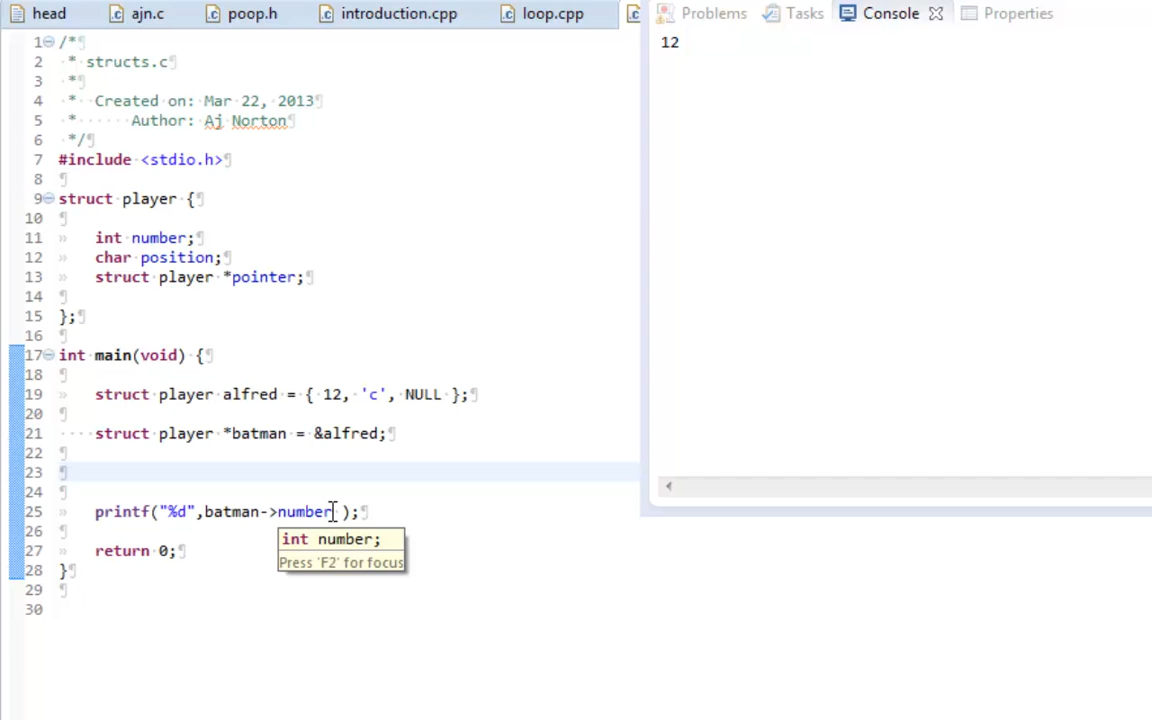 head ajn.c poop.h introduction.cpp loop.cpp
Problems Tasks Console Properties
12
1 /*
2 * structs.c
3 *
4 * Created on: Mar 22, 2013
5 * Author: Aj Norton
6 */
7 #include <stdio.h>
8
9 struct player {
10
11 int number;
12 char position;
13 struct player *pointer;
14
15 };
16
17 int main(void) {
18
19 struct player alfred = { 12, 'c', NULL };
20
21 struct player *batman = &alfred;
22
23
24
25 printf("%d",batman->number );
26
int number;
27 return 0;
Press 'F2' for focus
28 }
29
30